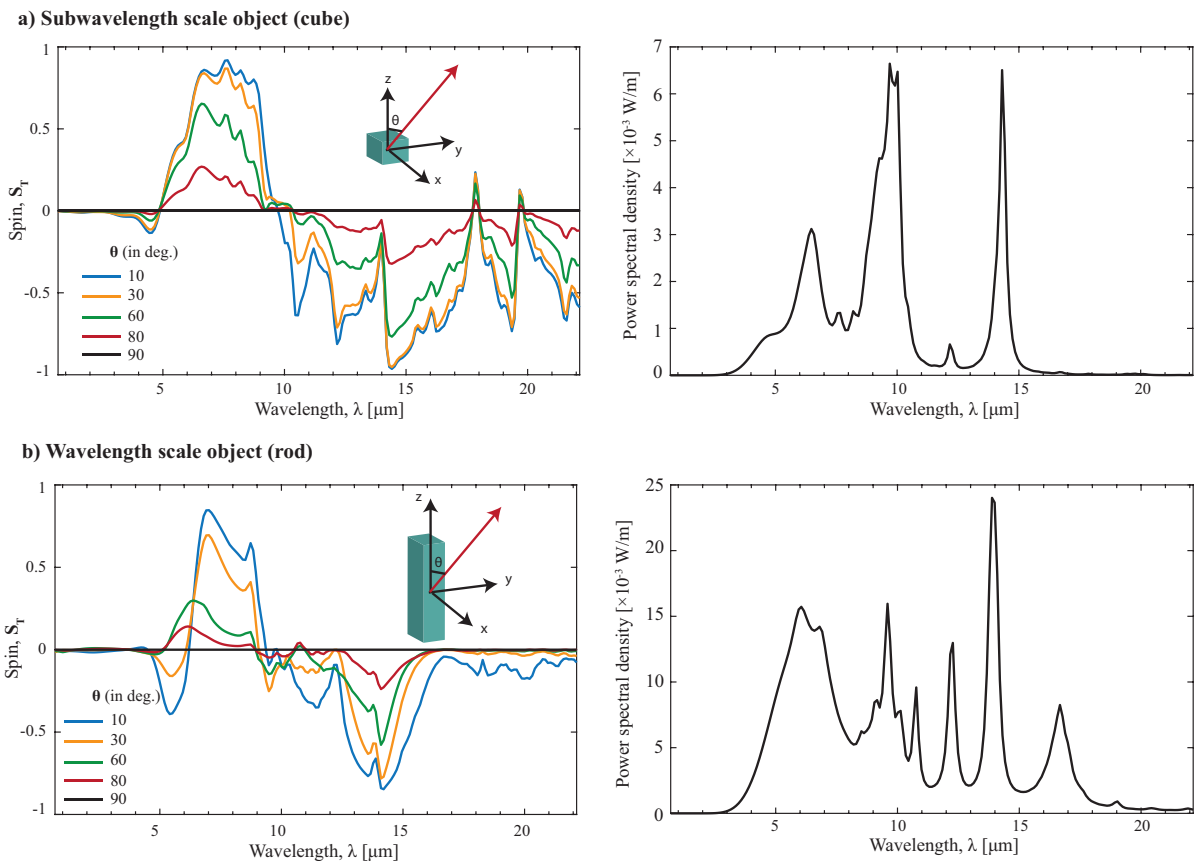 a) Subwavelength scale object (cube)
1
0.5
0
-0.5
-1
Spin, S_T
5
10
15
20
Wavelength, λ [μm]
θ (in deg.)
10
30
60
80
90
z
θ
y
x
7
6
5
4
3
2
1
0
Power spectral density [×10⁻³ W/m]
5
10
15
20
Wavelength, λ [μm]
b) Wavelength scale object (rod)
1
0.5
0
-0.5
-1
Spin, S_T
5
10
15
20
Wavelength, λ [μm]
θ (in deg.)
10
30
60
80
90
z
θ
y
x
25
20
15
10
5
0
Power spectral density [×10⁻³ W/m]
5
10
15
20
Wavelength, λ [μm]